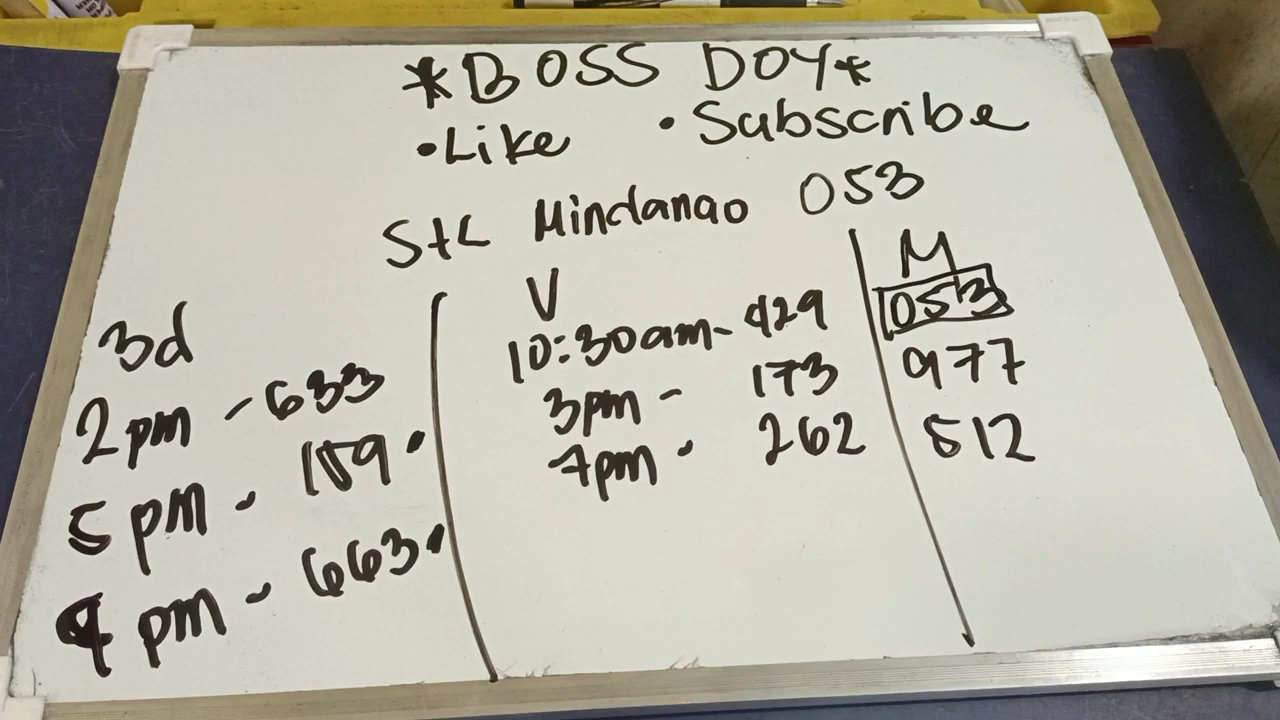 *BOSS DOY*
•Like •Subscribe
StL Mindanao 053
3d
2pm - 633
5pm - 159.
9pm - 663.
V
10:30am- 429
3pm - 173
7pm - 262
M
053
977
512